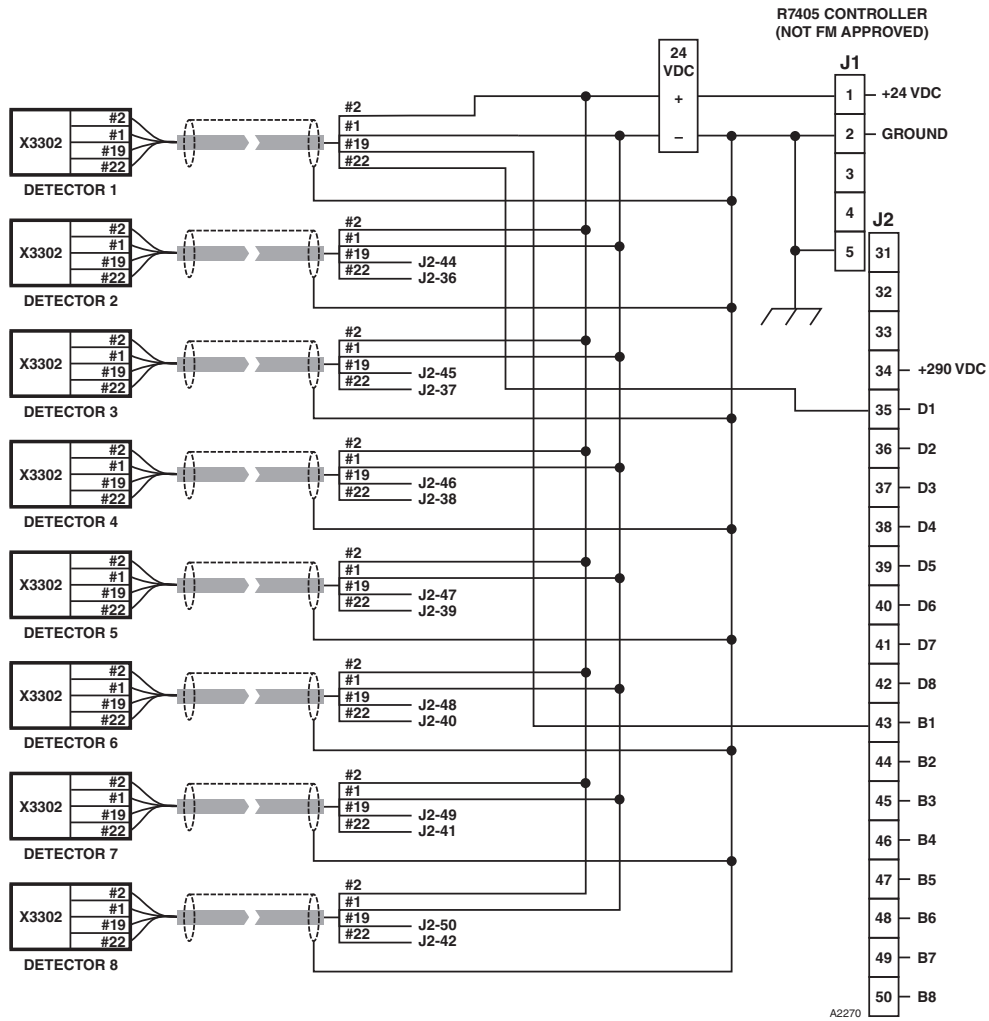 R7405 CONTROLLER
(NOT FM APPROVED)
24
VDC
+
–
J1
1
+24 VDC
2
GROUND
3
4
5
J2
31
32
33
34
+290 VDC
35
D1
36
D2
37
D3
38
D4
39
D5
40
D6
41
D7
42
D8
43
B1
44
B2
45
B3
46
B4
47
B5
48
B6
49
B7
50
B8
X3302
#2
#1
#19
#22
DETECTOR 1
#2
#1
#19
#22
X3302
#2
#1
#19
#22
DETECTOR 2
#2
#1
#19
J2-44
#22
J2-36
X3302
#2
#1
#19
#22
DETECTOR 3
#2
#1
#19
J2-45
#22
J2-37
X3302
#2
#1
#19
#22
DETECTOR 4
#2
#1
#19
J2-46
#22
J2-38
X3302
#2
#1
#19
#22
DETECTOR 5
#2
#1
#19
J2-47
#22
J2-39
X3302
#2
#1
#19
#22
DETECTOR 6
#2
#1
#19
J2-48
#22
J2-40
X3302
#2
#1
#19
#22
DETECTOR 7
#2
#1
#19
J2-49
#22
J2-41
X3302
#2
#1
#19
#22
DETECTOR 8
#2
#1
#19
J2-50
#22
J2-42
A2270